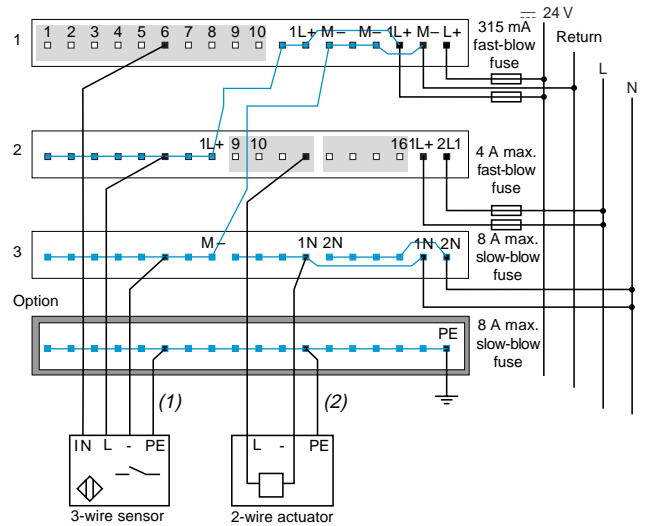 ⎓ 24 V
1 2 3 4 5 6 7 8 9 10 1L+ M– M– 1L+ M– L+
1
315 mA
fast-blow
fuse
Return
L
N
2
1L+ 9 10 16 1L+ 2L1
4 A max.
fast-blow
fuse
3
M– 1N 2N 1N 2N
8 A max.
slow-blow
fuse
Option
PE
8 A max.
slow-blow
fuse
(1) (2)
IN L - PE
L - PE
3-wire sensor
2-wire actuator